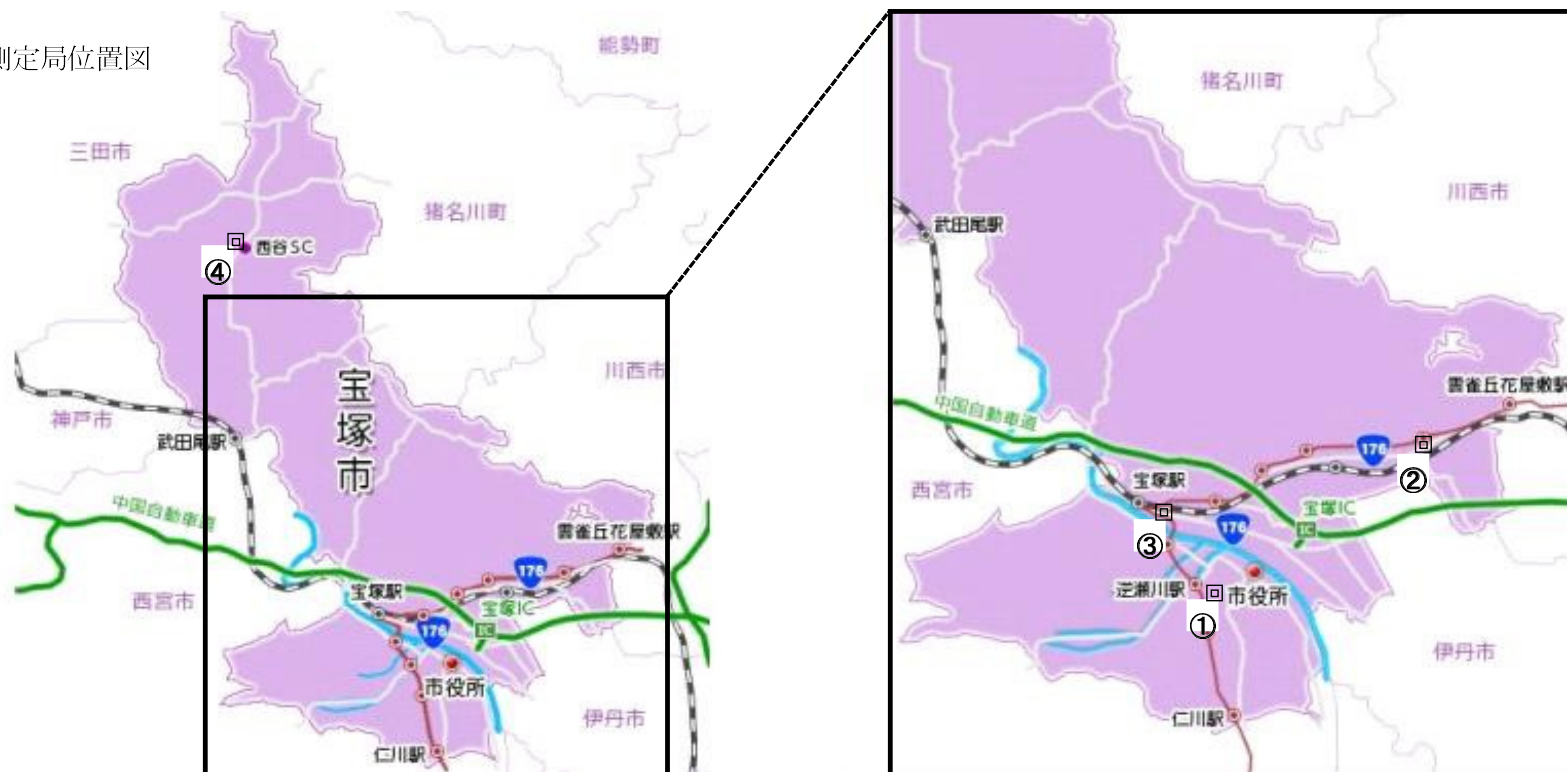 測定局位置図
能勢町
三田市
猪名川町
西谷SC
④
川西市
宝塚市
神戸市
武田尾駅
中国自動車道
雲雀丘花屋敷駅
176
西宮市
宝塚駅
宝塚IC
IC
176
市役所
伊丹市
仁川駅
猪名川町
川西市
武田尾駅
雲雀丘花屋敷駅
中国自動車道
176
②
西宮市
宝塚駅
宝塚IC
IC
176
③
逆瀬川駅
市役所
①
伊丹市
仁川駅